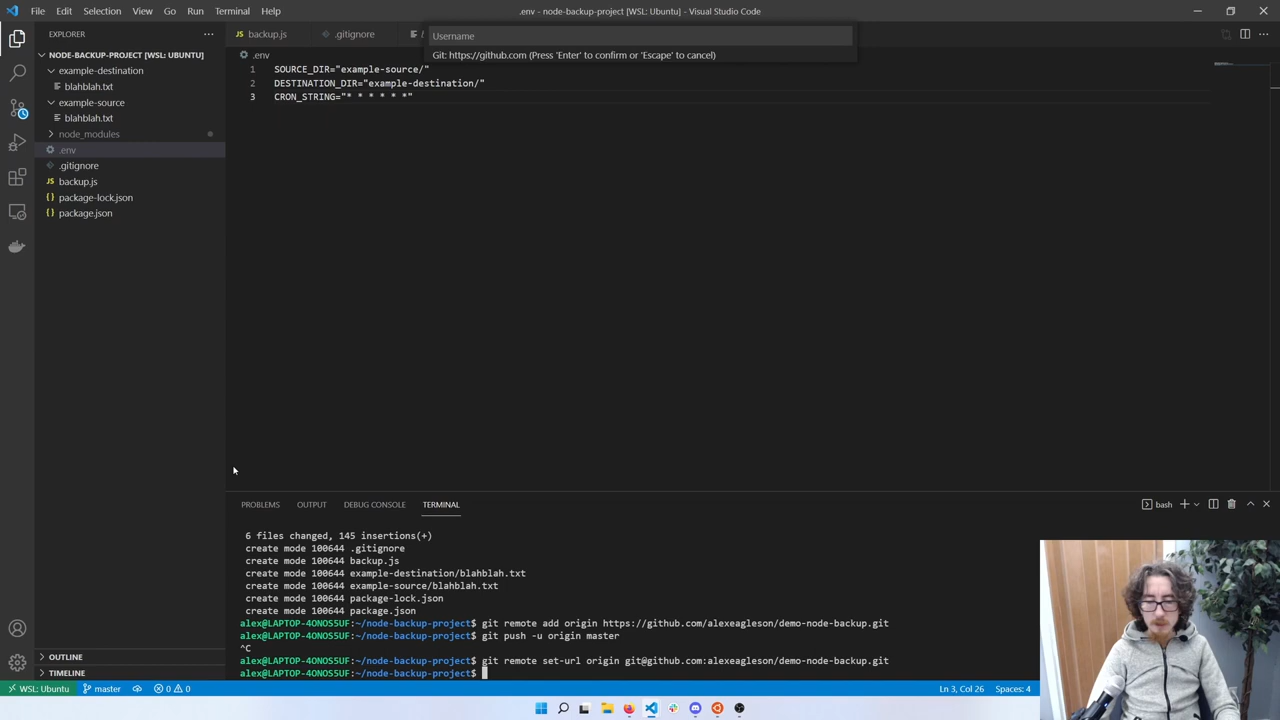 File Edit Selection View Go Run Terminal Help
.env - node-backup-project [WSL: Ubuntu] - Visual Studio Code
EXPLORER
NODE-BACKUP-PROJECT [WSL: UBUNTU]
example-destination
blahblah.txt
example-source
blahblah.txt
node_modules
.env
.gitignore
backup.js
package-lock.json
package.json
OUTLINE
TIMELINE
backup.js
.gitignore
Username
Git: https://github.com (Press 'Enter' to confirm or 'Escape' to cancel)
.env
1 SOURCE_DIR="example-source/"
2 DESTINATION_DIR="example-destination/"
3 CRON_STRING="* * * * * *"
PROBLEMS OUTPUT DEBUG CONSOLE TERMINAL
bash
6 files changed, 145 insertions(+)
create mode 100644 .gitignore
create mode 100644 backup.js
create mode 100644 example-destination/blahblah.txt
create mode 100644 example-source/blahblah.txt
create mode 100644 package-lock.json
create mode 100644 package.json
alex@LAPTOP-4ONOS5UF:~/node-backup-project$ git remote add origin https://github.com/alexeagleson/demo-node-backup.git
alex@LAPTOP-4ONOS5UF:~/node-backup-project$ git push -u origin master
^C
alex@LAPTOP-4ONOS5UF:~/node-backup-project$ git remote set-url origin git@github.com:alexeagleson/demo-node-backup.git
alex@LAPTOP-4ONOS5UF:~/node-backup-project$
WSL: Ubuntu master 0 0
Ln 3, Col 26 Spaces: 4